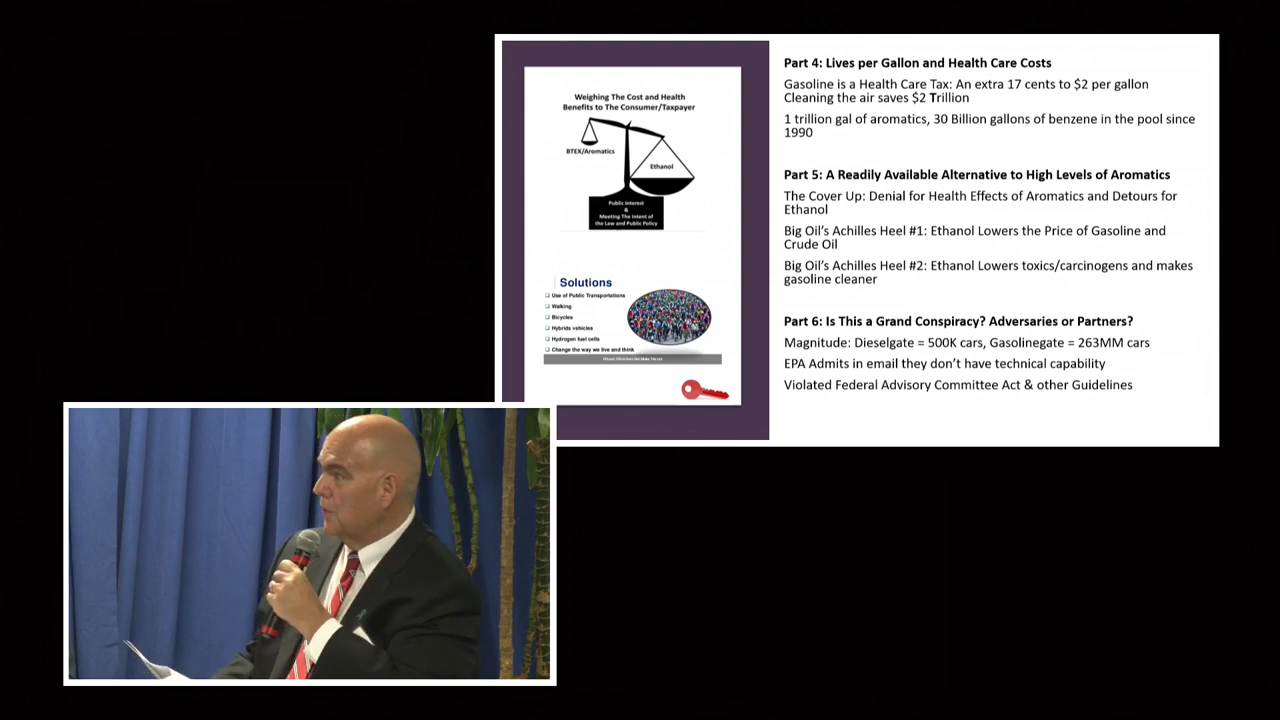 Weighing The Cost and Health
Benefits to The Consumer/Taxpayer
BTEX/Aromatics
Ethanol
Public Interest
&
Meeting The Intent of
the Law and Public Policy
Solutions
Use of Public Transportations
Walking
Bicycles
Hybrids vehicles
Hydrogen fuel cells
Change the way we live and think
Part 4: Lives per Gallon and Health Care Costs
Gasoline is a Health Care Tax: An extra 17 cents to $2 per gallon
Cleaning the air saves $2 Trillion
1 trillion gal of aromatics, 30 Billion gallons of benzene in the pool since
1990
Part 5: A Readily Available Alternative to High Levels of Aromatics
The Cover Up: Denial for Health Effects of Aromatics and Detours for
Ethanol
Big Oil's Achilles Heel #1: Ethanol Lowers the Price of Gasoline and
Crude Oil
Big Oil's Achilles Heel #2: Ethanol Lowers toxics/carcinogens and makes
gasoline cleaner
Part 6: Is This a Grand Conspiracy? Adversaries or Partners?
Magnitude: Dieselgate = 500K cars, Gasolinegate = 263MM cars
EPA Admits in email they don't have technical capability
Violated Federal Advisory Committee Act & other Guidelines